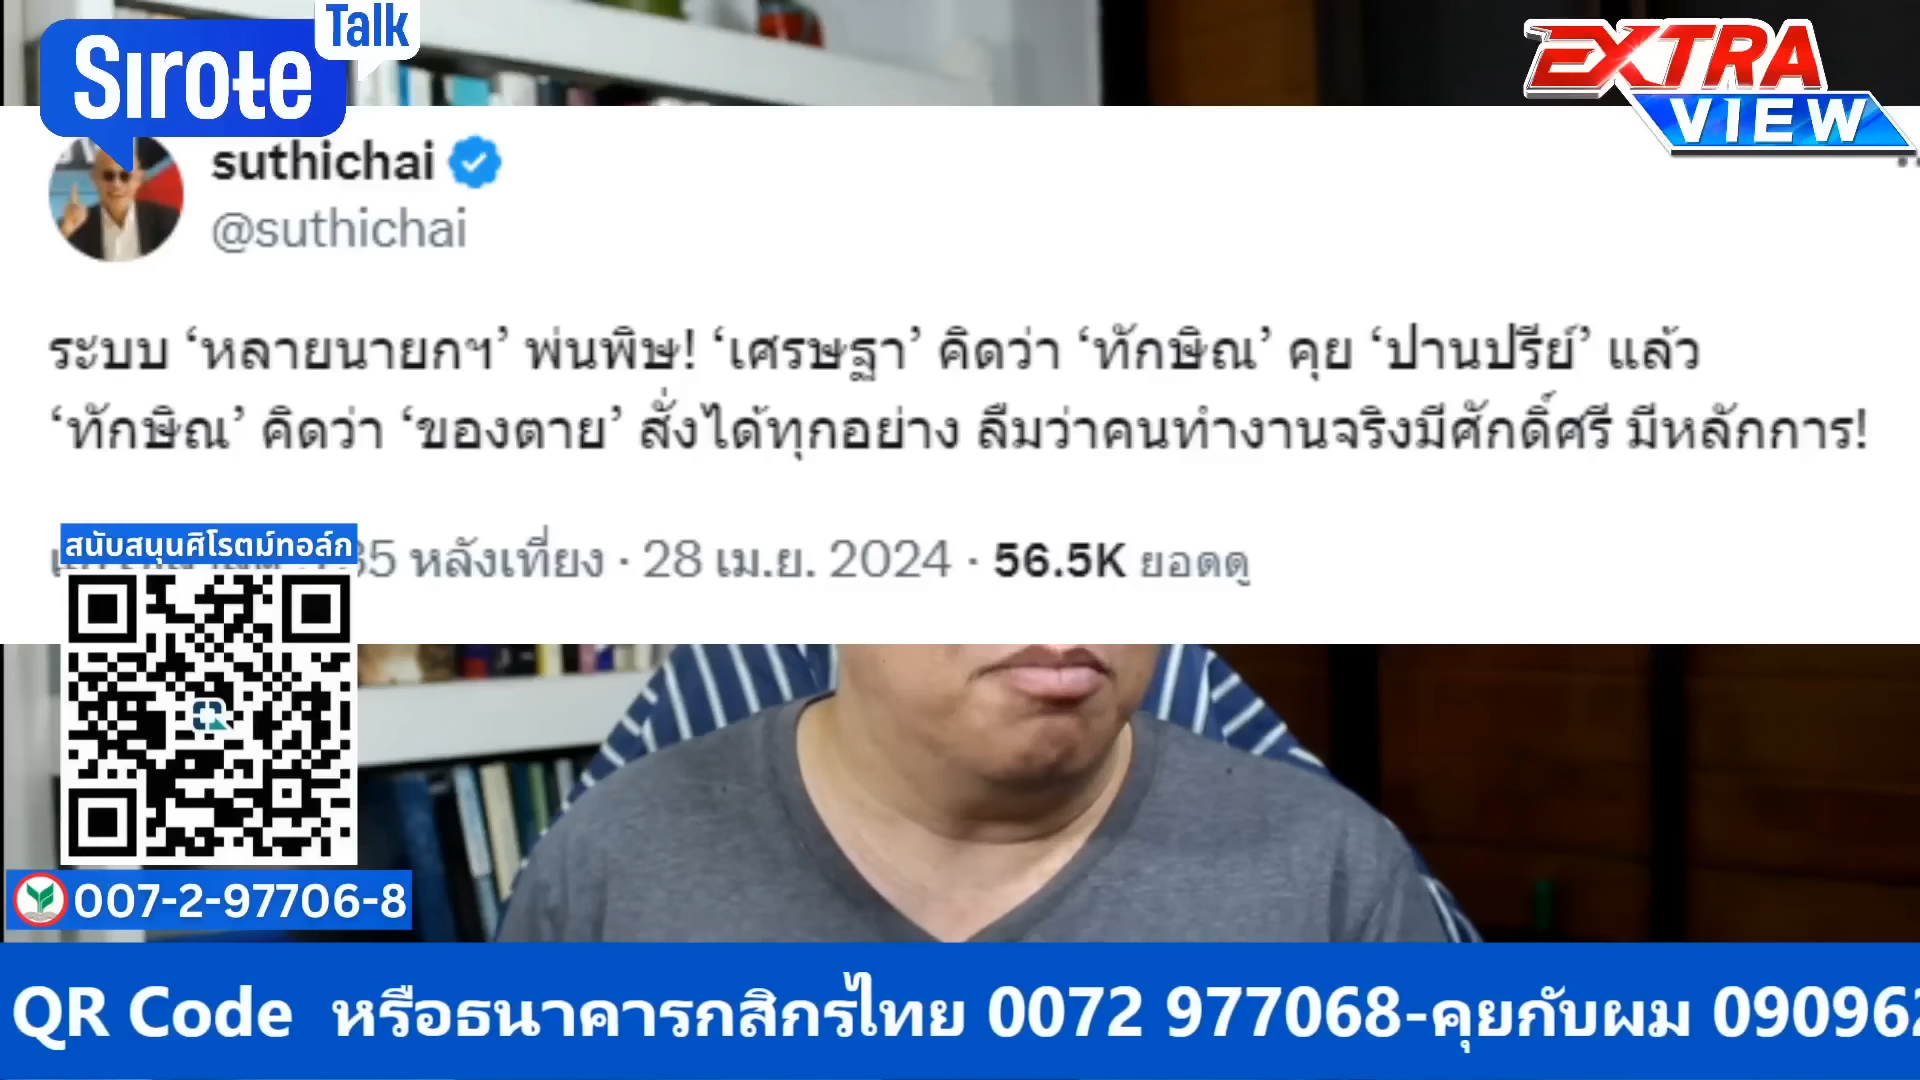 Sirote
Talk
EXTRA
VIEW
suthichai
@suthichai
ระบบ ‘หลายนายกฯ’ พ่นพิษ! ‘เศรษฐา’ คิดว่า ‘ทักษิณ’ คุย ‘ปานปรีย์’ แล้ว
‘ทักษิณ’ คิดว่า ‘ของตาย’ สั่งได้ทุกอย่าง ลืมว่าคนทำงานจริงมีศักดิ์ศรี มีหลักการ!
หลังเที่ยง · 28 เม.ย. 2024 · 56.5K ยอดดู
สนับสนุนศิโรตม์ทอล์ก
007-2-97706-8
QR Code หรือธนาคารกสิกรไทย 0072 977068-คุยกับผม 09096